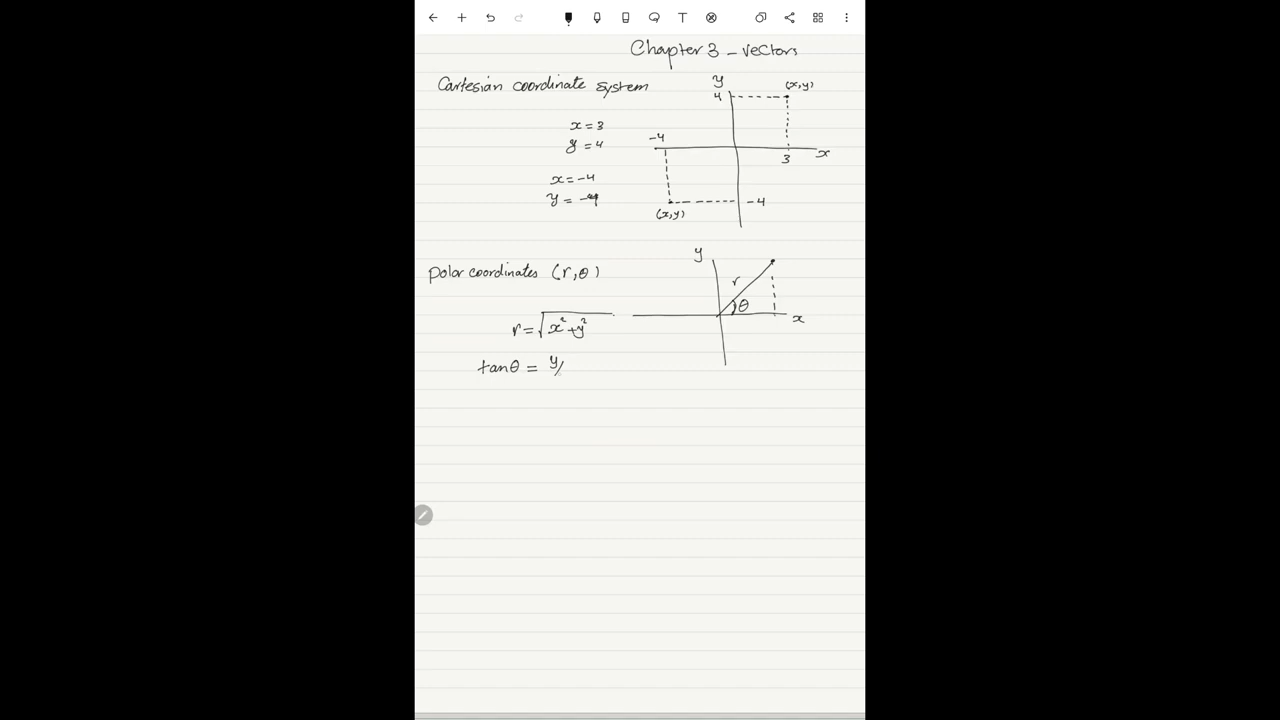 Chapter 3 - Vectors
Cartesian coordinate system
y
4
(x,y)
x = 3
y = 4
-4
3
x
x = -4
y = -4
(x,y)
-4
polar coordinates (r,θ)
y
r
θ
x
r = √x²+y²
tanθ = y/